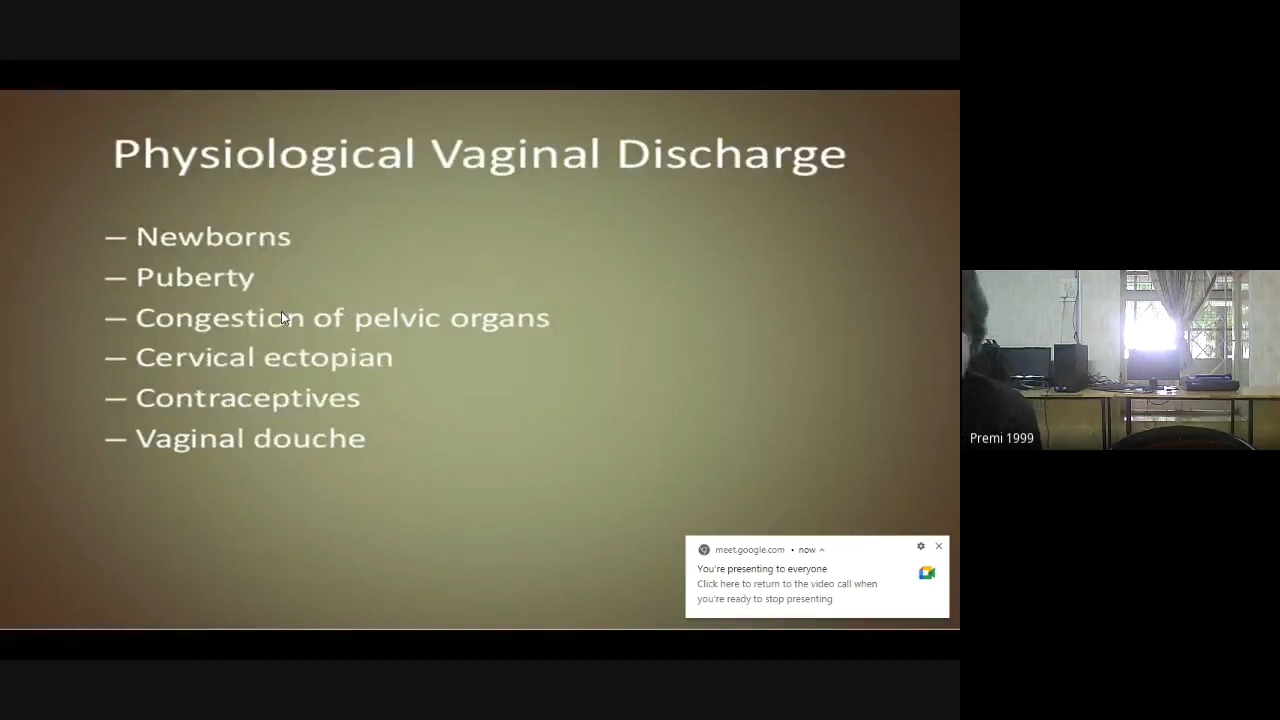 Physiological Vaginal Discharge
– Newborns
– Puberty
– Congestion of pelvic organs
– Cervical ectopian
– Contraceptives
– Vaginal douche
meet.google.com • now
You're presenting to everyone
Click here to return to the video call when
you're ready to stop presenting
Premi 1999